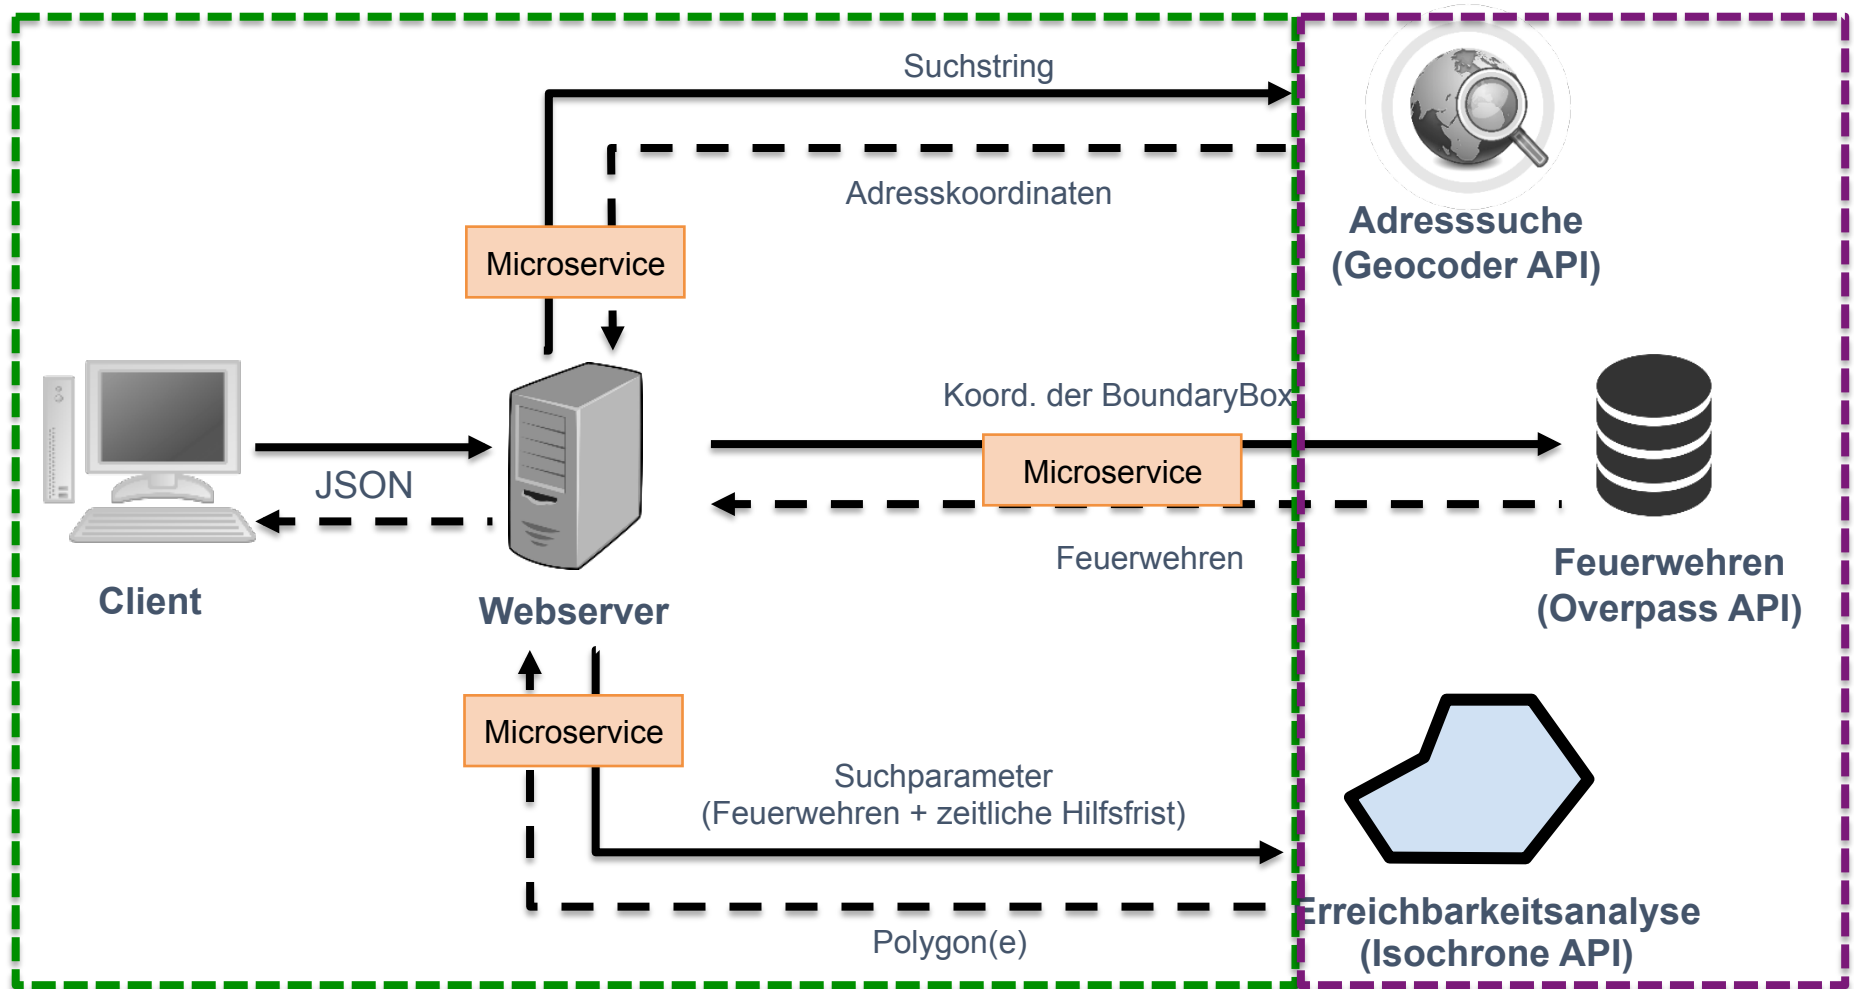 Suchstring
Adresskoordinaten
Adresssuche
(Geocoder API)
Microservice
Koord. der BoundaryBox
JSON
Microservice
Feuerwehren
Feuerwehren
(Overpass API)
Client
Webserver
Microservice
Suchparameter
(Feuerwehren + zeitliche Hilfsfrist)
Polygon(e)
Erreichbarkeitsanalyse
(Isochrone API)